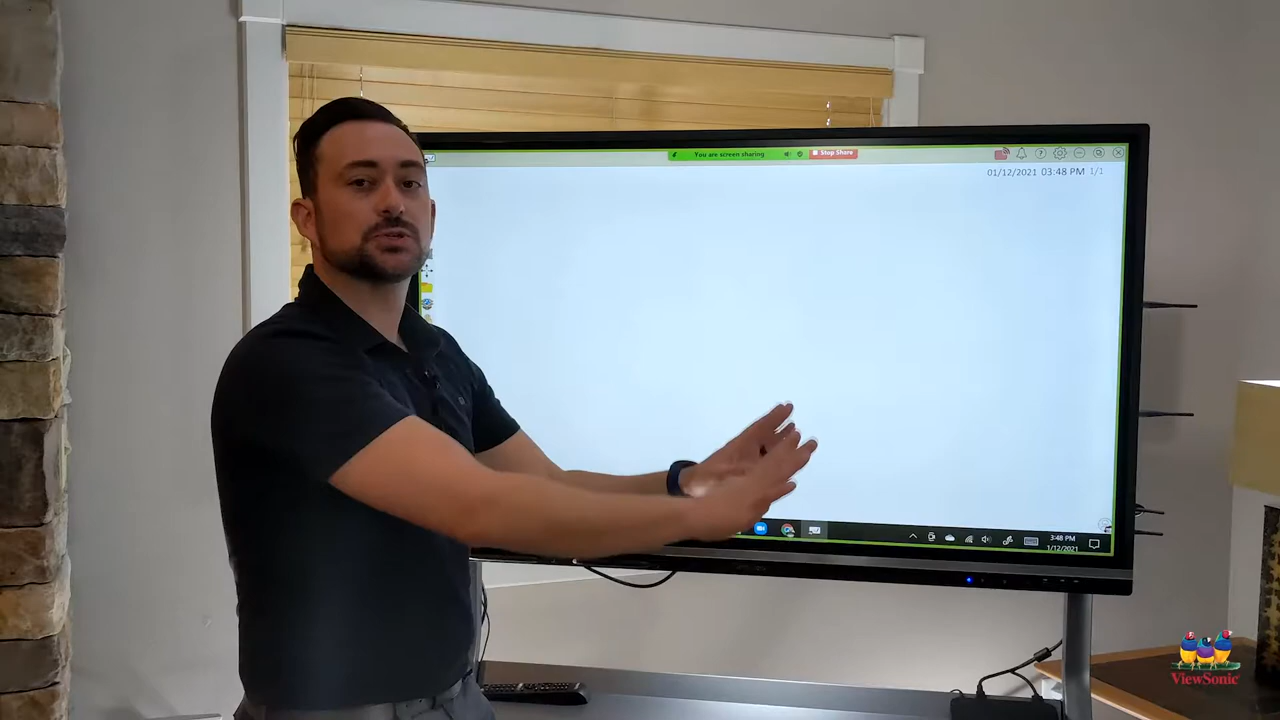 You are screen sharing
Stop Share
01/12/2021 03:48 PM 1/1
3:48 PM
1/12/2021
ViewSonic